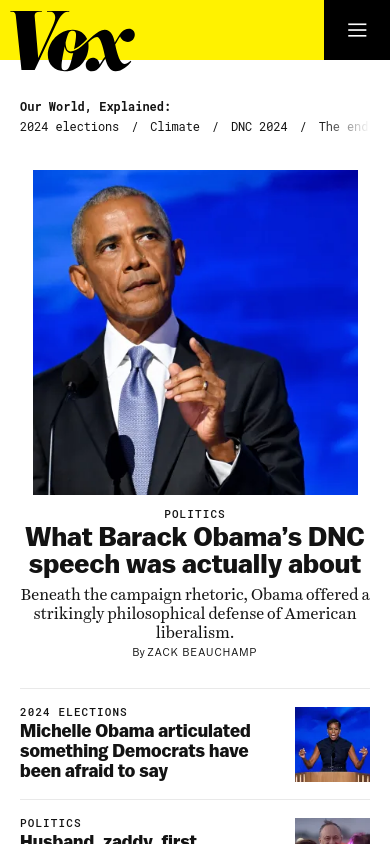 Vox
Our World, Explained:
2024 elections / Climate / DNC 2024 / The end
POLITICS
What Barack Obama’s DNC
speech was actually about
Beneath the campaign rhetoric, Obama offered a
strikingly philosophical defense of American
liberalism.
By ZACK BEAUCHAMP
2024 ELECTIONS
Michelle Obama articulated
something Democrats have
been afraid to say
POLITICS
Husband, zaddy, first